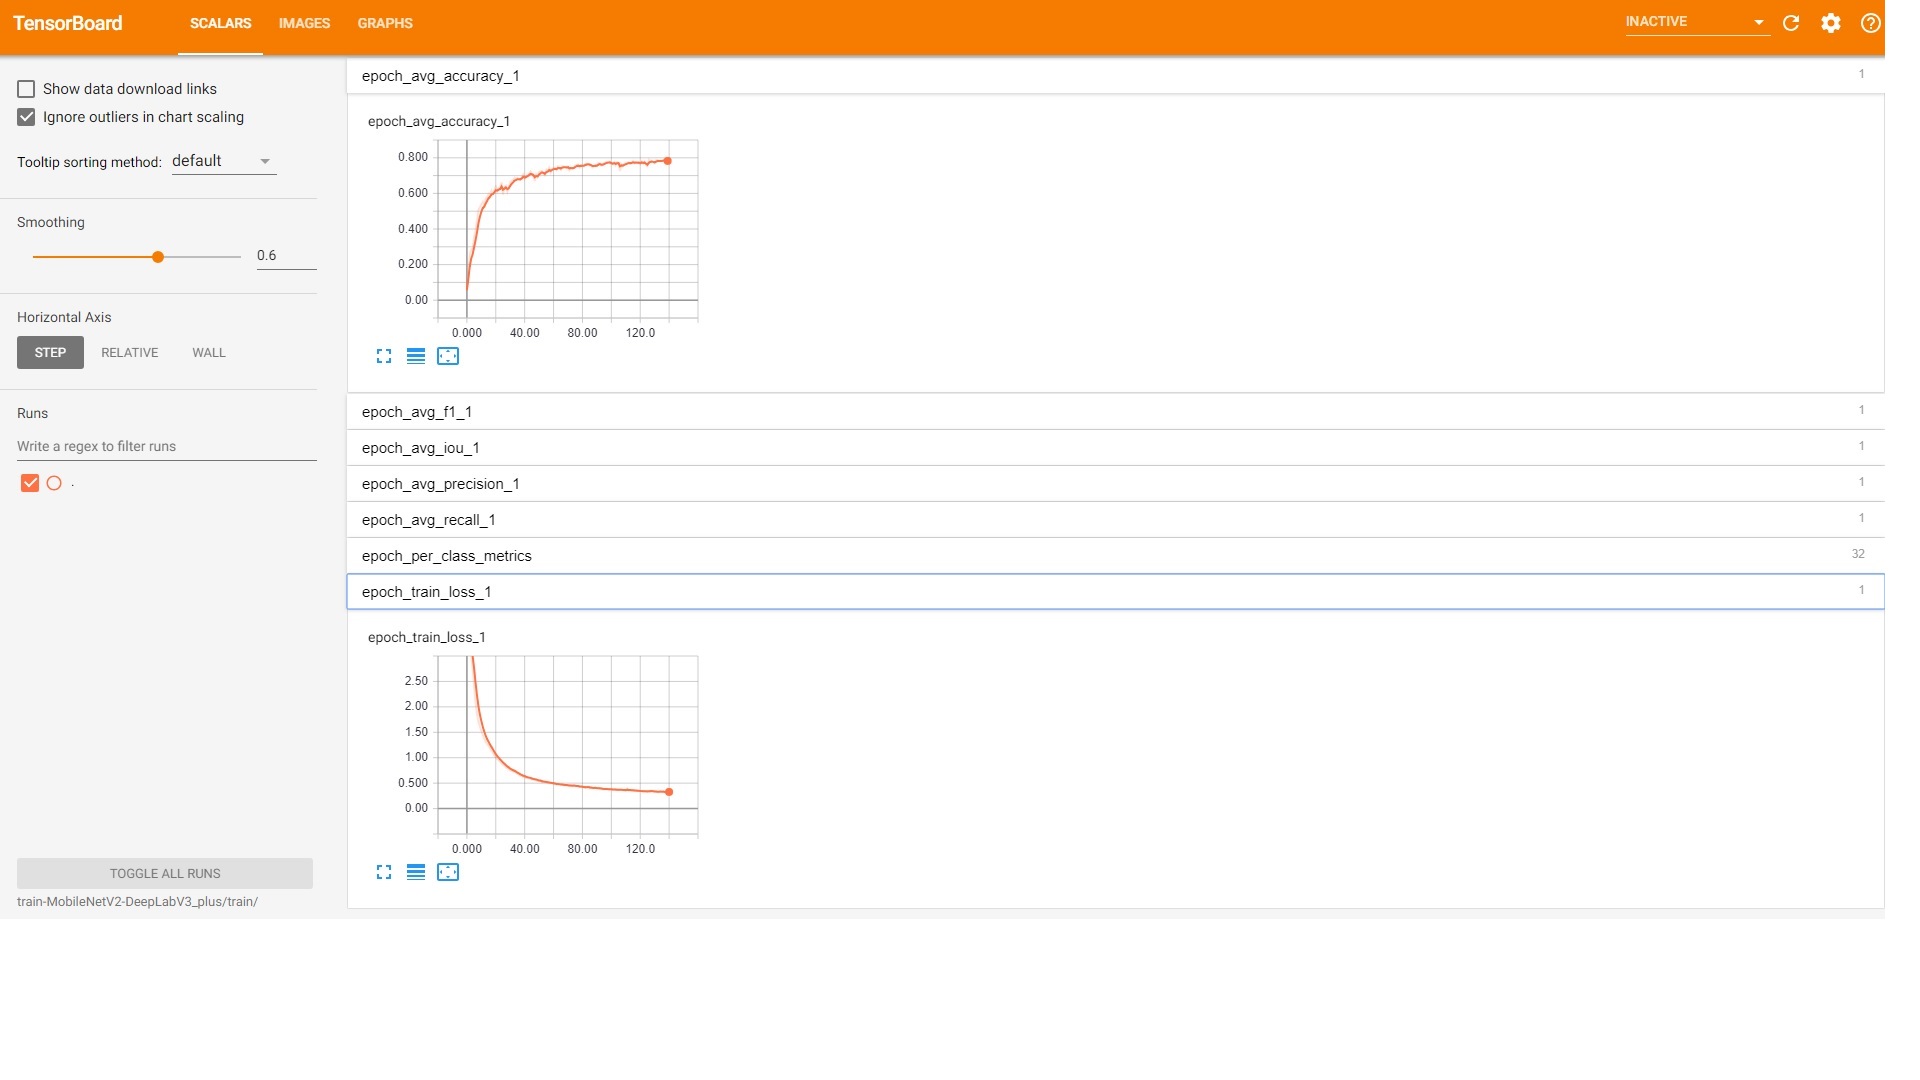 TensorBoard SCALARS IMAGES GRAPHS INACTIVE
Show data download links
Ignore outliers in chart scaling
Tooltip sorting method: default
Smoothing
0.6
Horizontal Axis
STEP RELATIVE WALL
Runs
Write a regex to filter runs
.
TOGGLE ALL RUNS
train-MobileNetV2-DeepLabV3_plus/train/
epoch_avg_accuracy_1 1
epoch_avg_accuracy_1
0.800
0.600
0.400
0.200
0.00
0.000 40.00 80.00 120.0
epoch_avg_f1_1 1
epoch_avg_iou_1 1
epoch_avg_precision_1 1
epoch_avg_recall_1 1
epoch_per_class_metrics 32
epoch_train_loss_1 1
epoch_train_loss_1
2.50
2.00
1.50
1.00
0.500
0.00
0.000 40.00 80.00 120.0